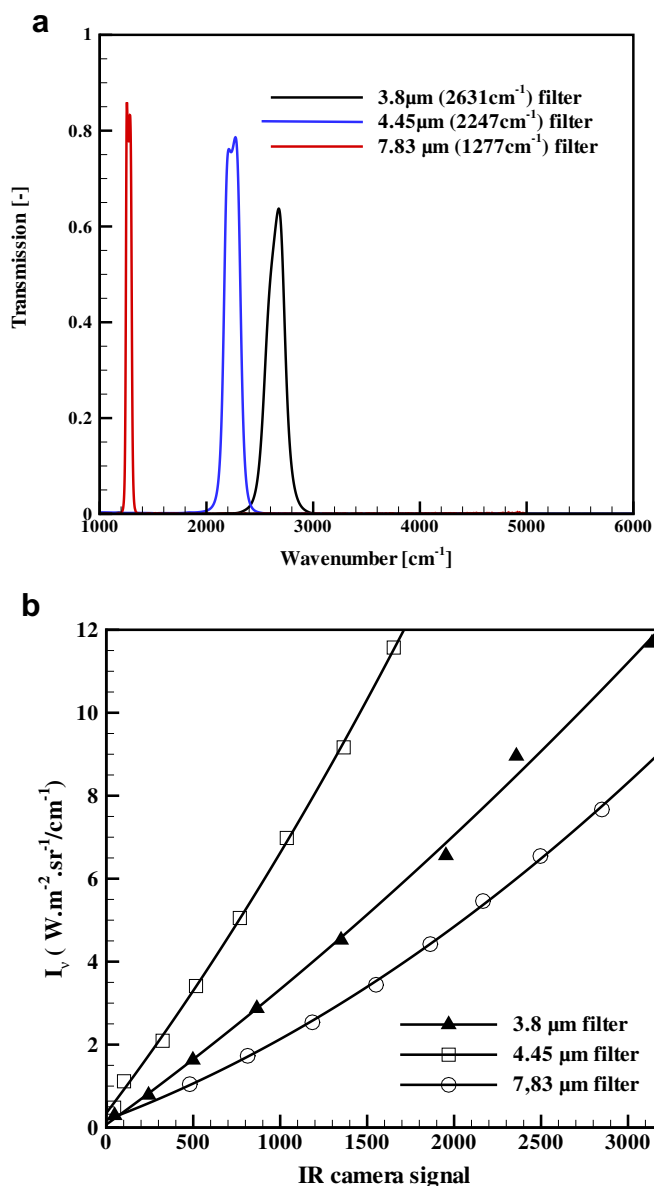 a
1
0.8
0.6
0.4
0.2
0
Transmission [-]
3.8μm (2631cm⁻¹) filter
4.45μm (2247cm⁻¹) filter
7.83 μm (1277cm⁻¹) filter
1000 2000 3000 4000 5000 6000
Wavenumber [cm⁻¹]
b
12
10
8
6
4
2
0
Iᵥ ( W.m⁻².sr⁻¹/cm⁻¹)
3.8 μm filter
4.45 μm filter
7,83 μm filter
0 500 1000 1500 2000 2500 3000
IR camera signal